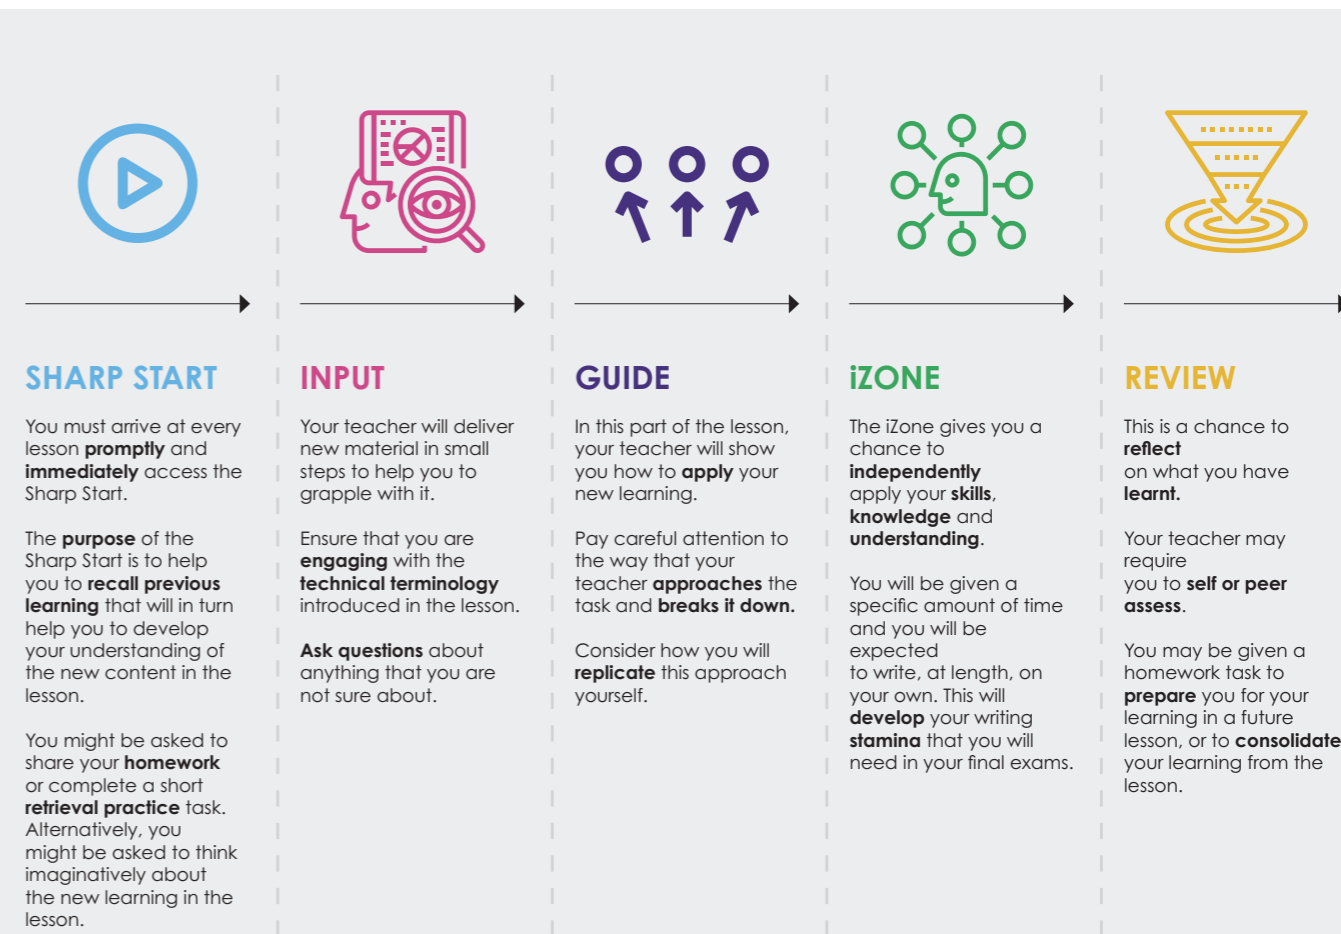 SHARP START
You must arrive at every
lesson promptly and
immediately access the
Sharp Start.
The purpose of the
Sharp Start is to help
you to recall previous
learning that will in turn
help you to develop
your understanding of
the new content in the
lesson.
You might be asked to
share your homework
or complete a short
retrieval practice task.
Alternatively, you
might be asked to think
imaginatively about
the new learning in the
lesson.
INPUT
Your teacher will deliver
new material in small
steps to help you to
grapple with it.
Ensure that you are
engaging with the
technical terminology
introduced in the lesson.
Ask questions about
anything that you are
not sure about.
GUIDE
In this part of the lesson,
your teacher will show
you how to apply your
new learning.
Pay careful attention to
the way that your
teacher approaches the
task and breaks it down.
Consider how you will
replicate this approach
yourself.
iZONE
The iZone gives you a
chance to
independently
apply your skills,
knowledge and
understanding.
You will be given a
specific amount of time
and you will be
expected
to write, at length, on
your own. This will
develop your writing
stamina that you will
need in your final exams.
REVIEW
This is a chance to
reflect
on what you have
learnt.
Your teacher may
require
you to self or peer
assess.
You may be given a
homework task to
prepare you for your
learning in a future
lesson, or to consolidate
your learning from the
lesson.